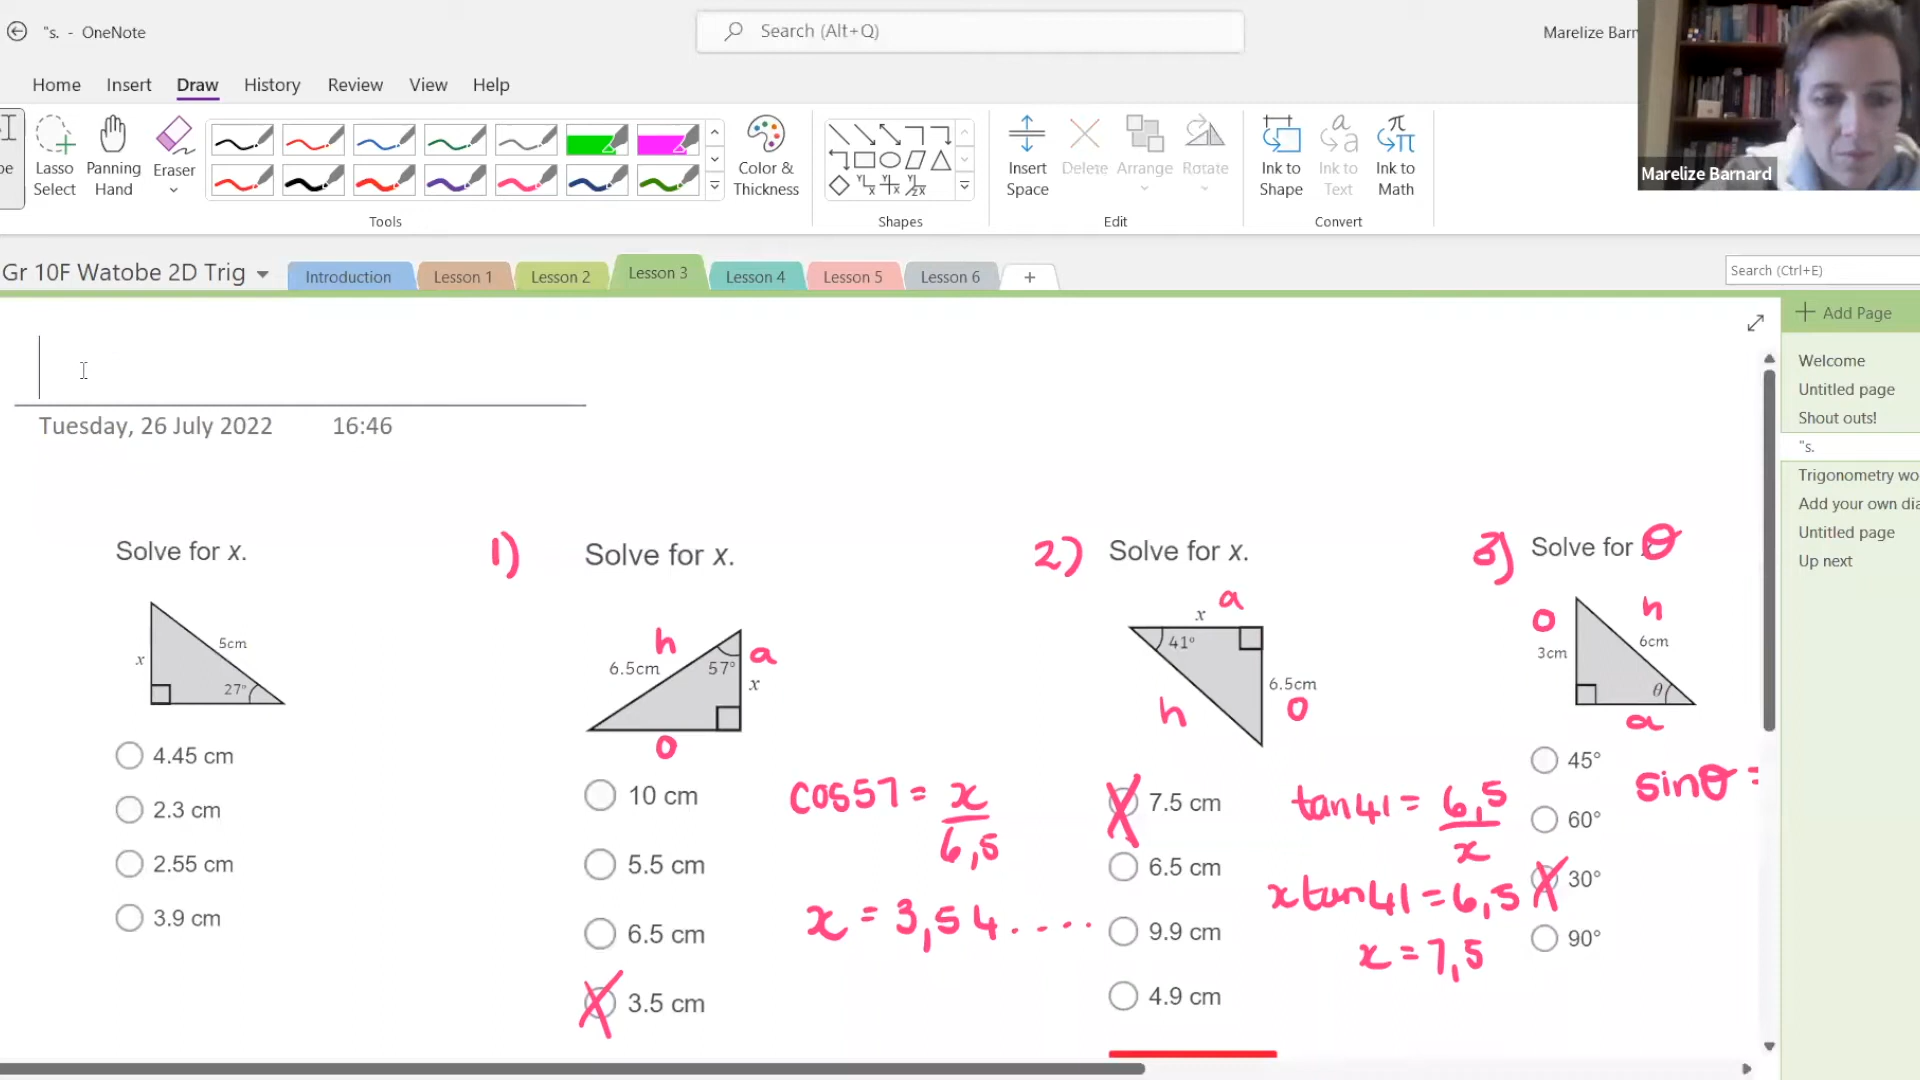 "s. - OneNote
Search (Alt+Q)
Marelize Barn
Home Insert Draw History Review View Help
Lasso Select
Panning Hand
Eraser
Color & Thickness
Insert Space
Delete
Arrange
Rotate
Ink to Shape
Ink to Text
Ink to Math
Tools Shapes Edit Convert
Marelize Barnard
Gr 10F Watobe 2D Trig Introduction Lesson 1 Lesson 2 Lesson 3 Lesson 4 Lesson 5 Lesson 6 +
Search (Ctrl+E)
Add Page
Welcome
Untitled page
Shout outs!
"s.
Trigonometry wo
Add your own dia
Untitled page
Up next
Tuesday, 26 July 2022 16:46
Solve for x.
5cm
x
27°
4.45 cm
2.3 cm
2.55 cm
3.9 cm
1) Solve for x.
h
6.5cm
57°
a
x
o
10 cm
5.5 cm
6.5 cm
3.5 cm
cos57 = x
6,5
x = 3,54....
2) Solve for x.
a
x
41°
6.5cm
h
o
7.5 cm
6.5 cm
9.9 cm
4.9 cm
tan41 = 6,5
x
xtan41 = 6,5
x = 7,5
3) Solve for θ
o
h
3cm
6cm
θ
a
45°
60°
30°
90°
sinθ =